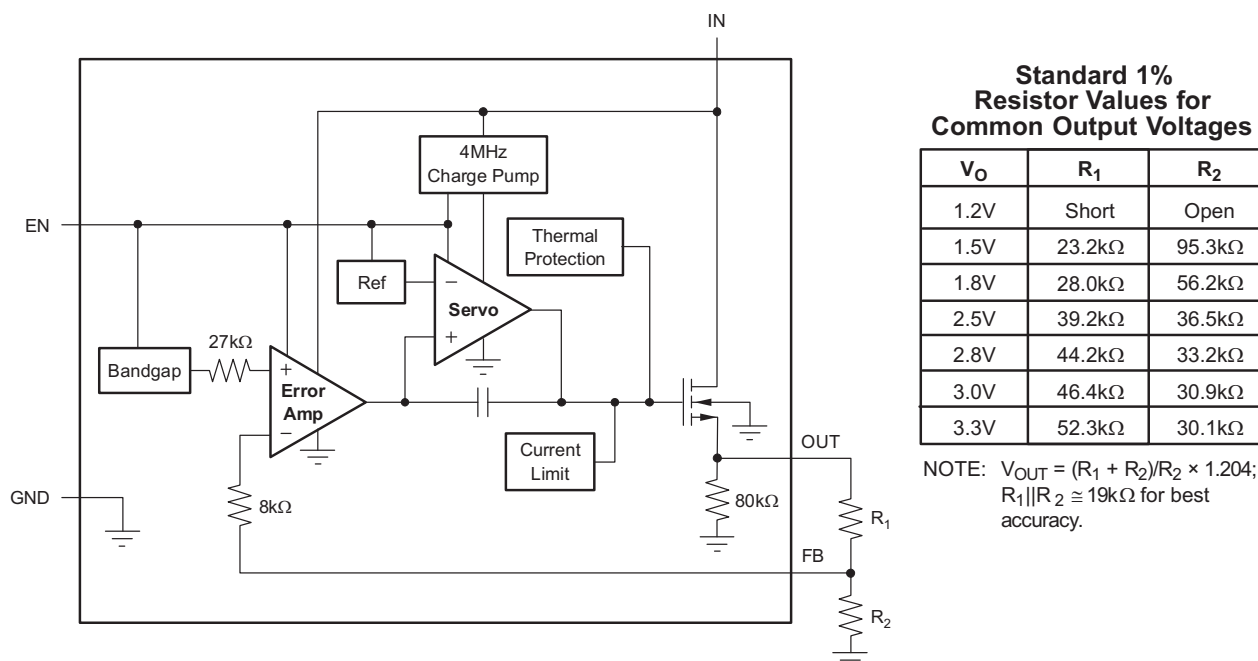 IN
4MHz
Charge Pump
EN
Thermal
Protection
Ref
−
Servo
+
27kΩ
Bandgap
+
Error
Amp
−
Current
Limit
OUT
GND
8kΩ
80kΩ
R1
FB
R2
Standard 1%
Resistor Values for
Common Output Voltages
VO R1 R2
1.2V Short Open
1.5V 23.2kΩ 95.3kΩ
1.8V 28.0kΩ 56.2kΩ
2.5V 39.2kΩ 36.5kΩ
2.8V 44.2kΩ 33.2kΩ
3.0V 46.4kΩ 30.9kΩ
3.3V 52.3kΩ 30.1kΩ
NOTE: VOUT = (R1 + R2)/R2 × 1.204;
R1||R2 ≅ 19kΩ for best
accuracy.